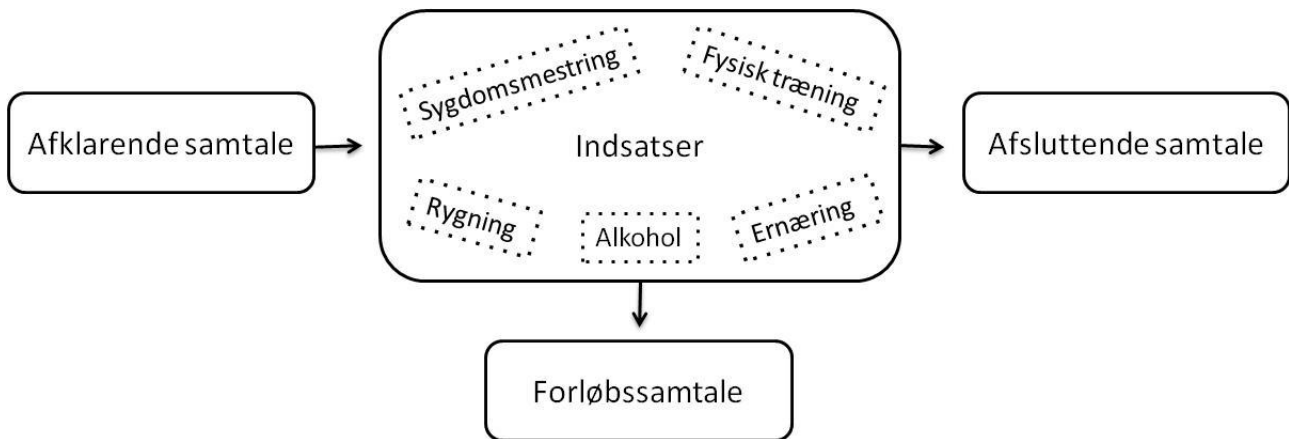 Afklarende samtale
Sygdomsmestring
Fysisk træning
Indsatser
Rygning
Alkohol
Ernæring
Afsluttende samtale
Forløbssamtale